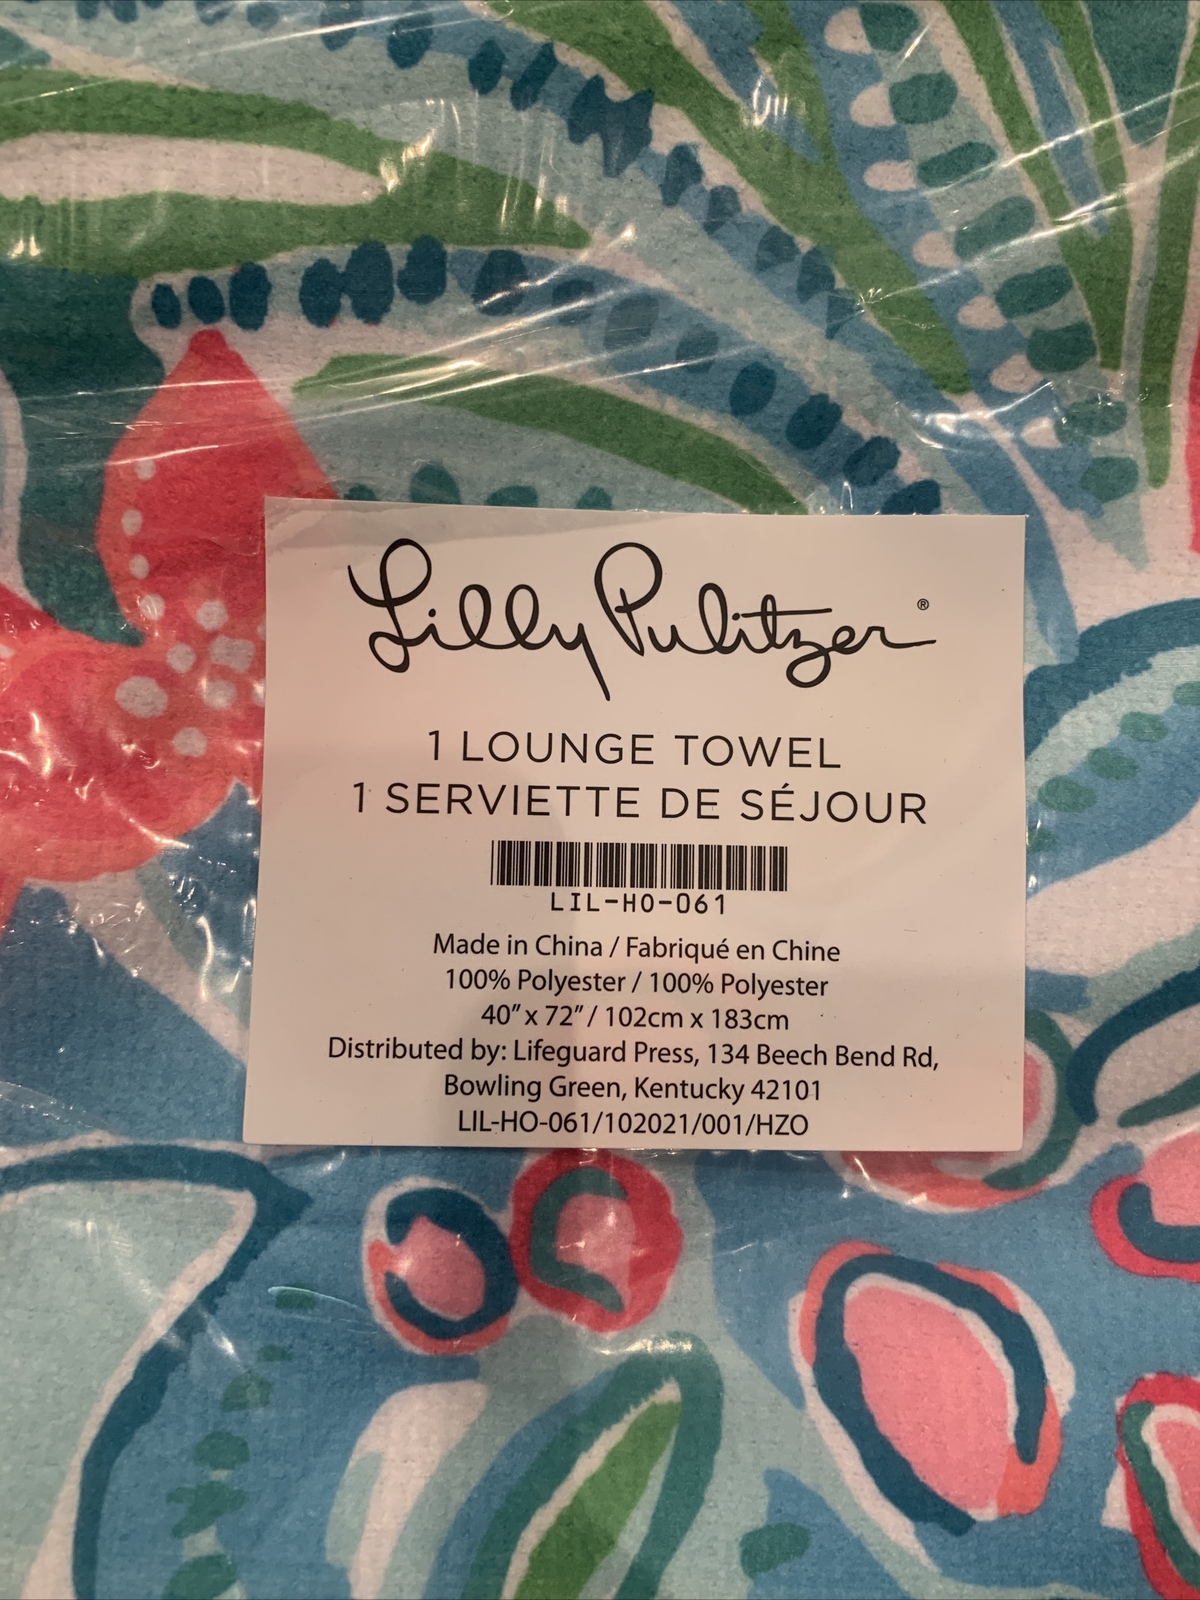 Lilly Pulitzer®
1 LOUNGE TOWEL
1 SERVIETTE DE SÉJOUR
LIL-HO-061
Made in China / Fabriqué en Chine
100% Polyester / 100% Polyester
40” x 72” / 102cm x 183cm
Distributed by: Lifeguard Press, 134 Beech Bend Rd,
Bowling Green, Kentucky 42101
LIL-HO-061/102021/001/HZO